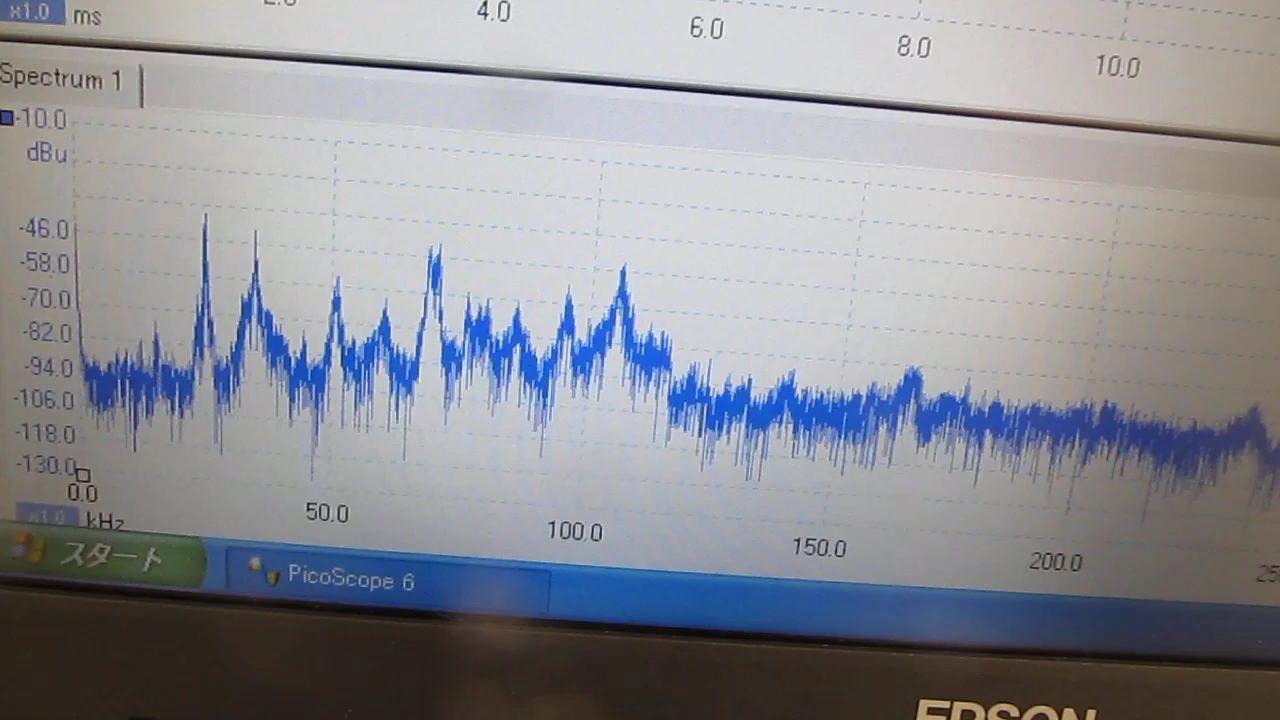 x1.0 ms
4.0
6.0
8.0
10.0
Spectrum 1
-10.0
dBu
-46.0
-58.0
-70.0
-82.0
-94.0
-106.0
-118.0
-130.0
0.0
50.0
100.0
150.0
200.0
x1.0 kHz
スタート
PicoScope 6
EPSON